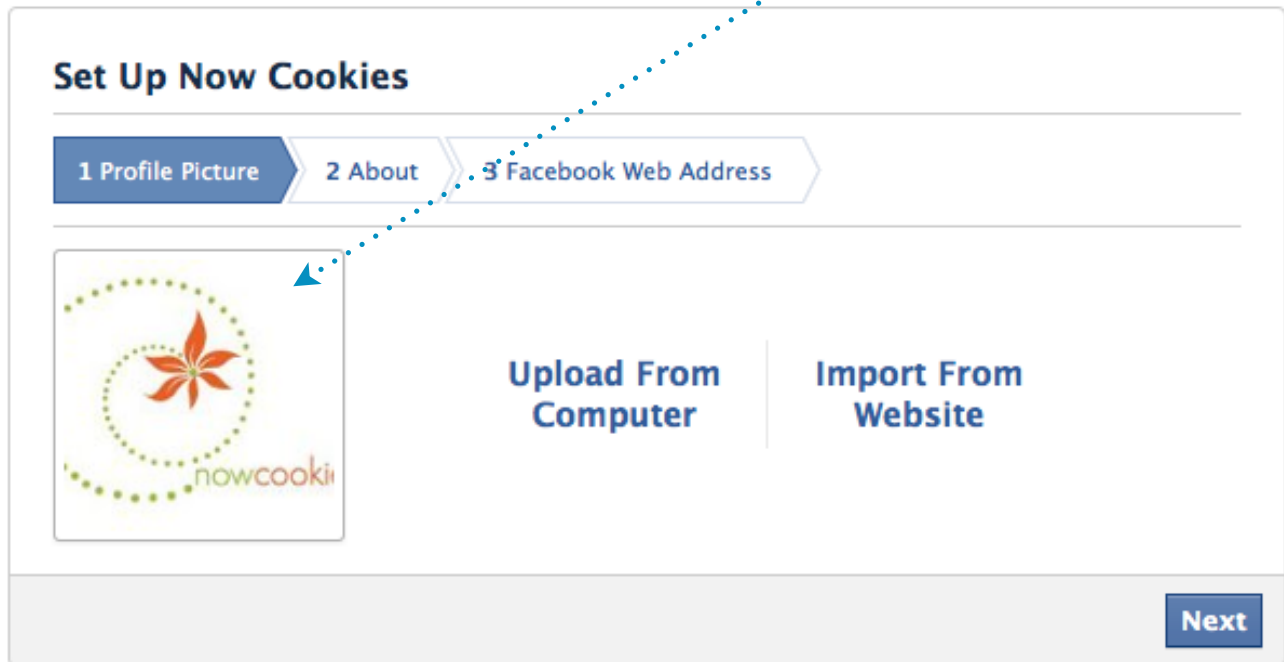 Set Up Now Cookies
1 Profile Picture 2 About 3 Facebook Web Address
Upload From Import From
Computer Website
nowcooki
Next